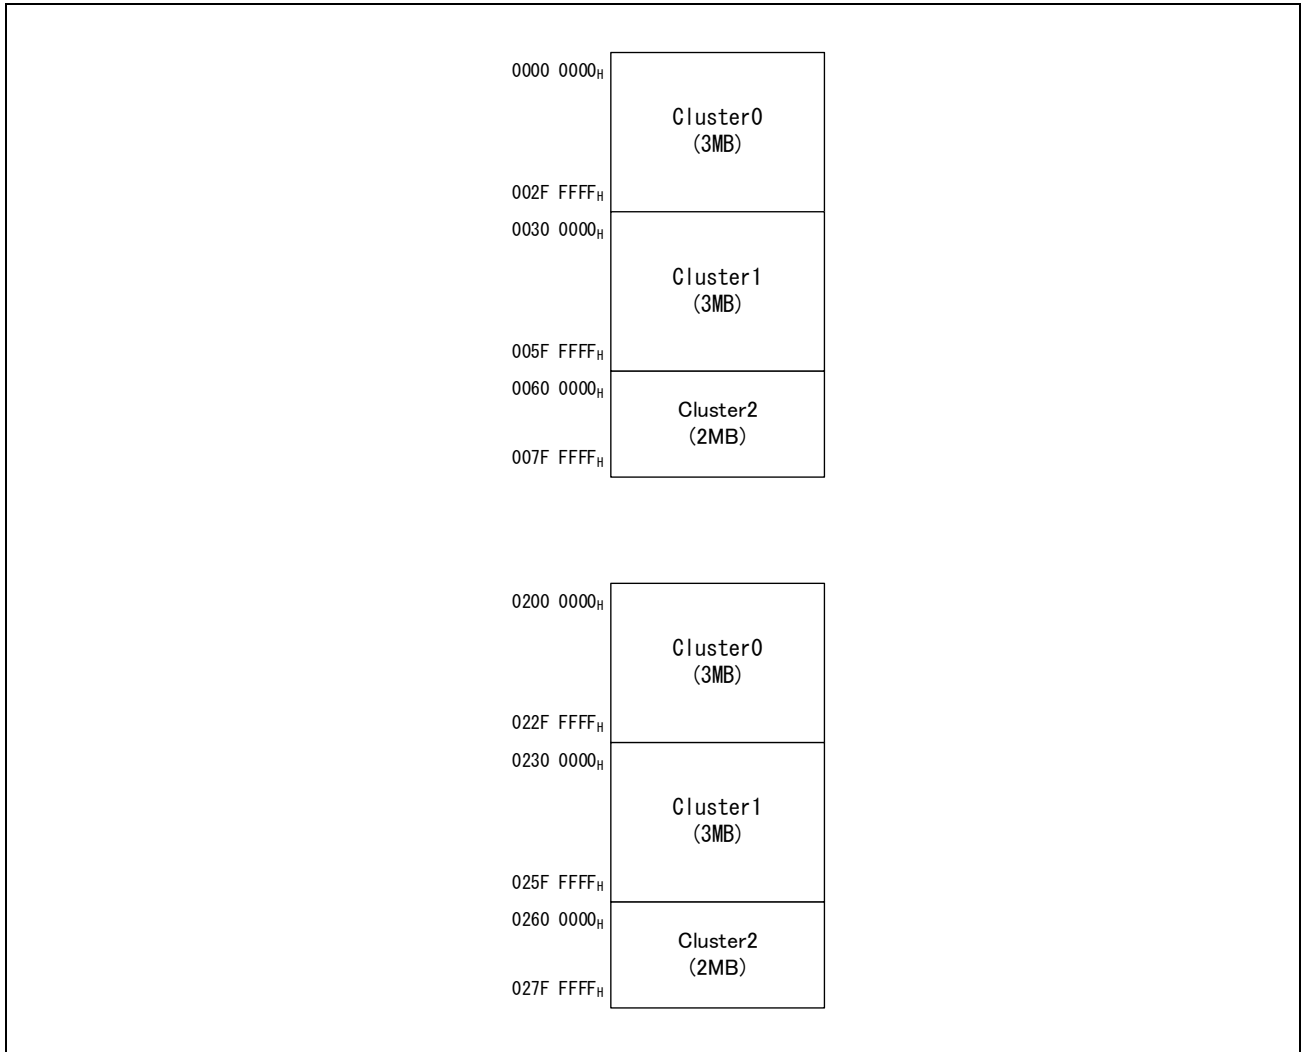 0000 0000H
Cluster0
(3MB)
002F FFFFH
0030 0000H
Cluster1
(3MB)
005F FFFFH
0060 0000H
Cluster2
(2MB)
007F FFFFH
0200 0000H
Cluster0
(3MB)
022F FFFFH
0230 0000H
Cluster1
(3MB)
025F FFFFH
0260 0000H
Cluster2
(2MB)
027F FFFFH